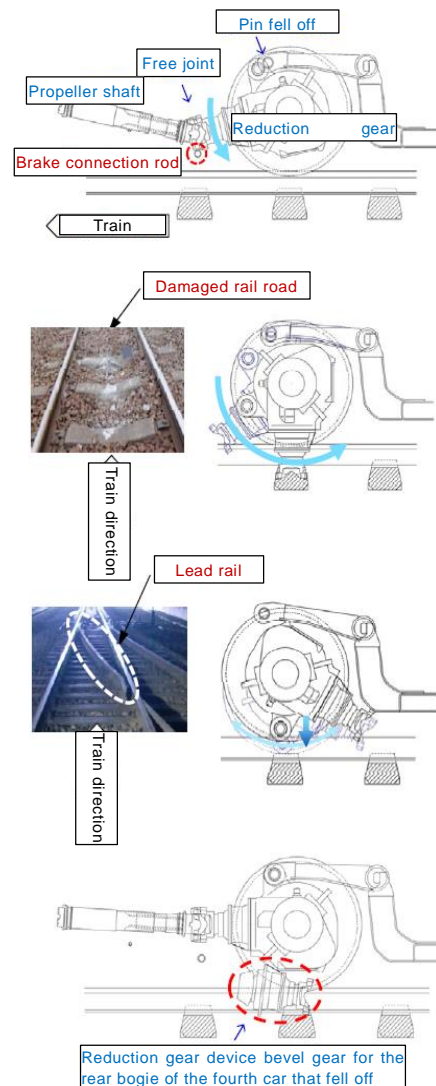 Pin fell off
Free joint
Propeller shaft
Reduction gear
Brake connection rod
Train
Damaged rail road
Train direction
Lead rail
Train direction
Reduction gear device bevel gear for the
rear bogie of the fourth car that fell off